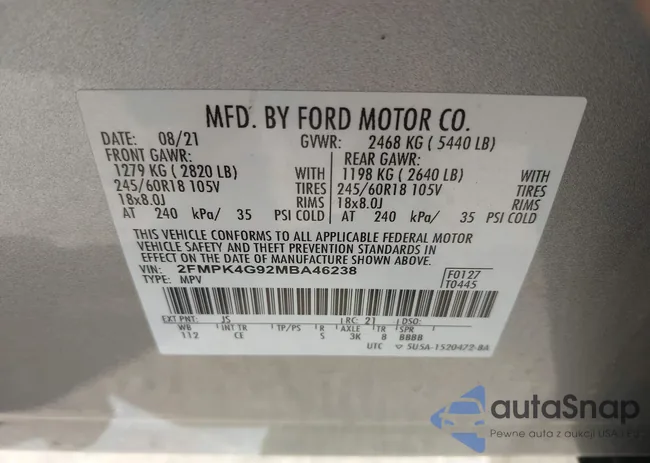 MFD. BY FORD MOTOR CO.
DATE: 08/21 GVWR: 2468 KG ( 5440 LB)
FRONT GAWR: REAR GAWR:
1279 KG ( 2820 LB) WITH 1198 KG ( 2640 LB) WITH
245/60R18 105V TIRES 245/60R18 105V TIRES
18x8.0J RIMS 18x8.0J RIMS
AT 240 kPa/ 35 PSI COLD AT 240 kPa/ 35 PSI COLD
THIS VEHICLE CONFORMS TO ALL APPLICABLE FEDERAL MOTOR
VEHICLE SAFETY AND THEFT PREVENTION STANDARDS IN
EFFECT ON THE DATE OF MANUFACTURE SHOWN ABOVE.
VIN: 2FMPK4G92MBA46238 F0127
TYPE: MPV T0445
EXT PNT: JS RC: 21 DSO:
WB INT TR TP/PS R AXLE TR SPR
112 CE S 3K 8 BBBB
UTC 5U5A-1520472-BA
autaSnap
Pewne auta z aukcji USA